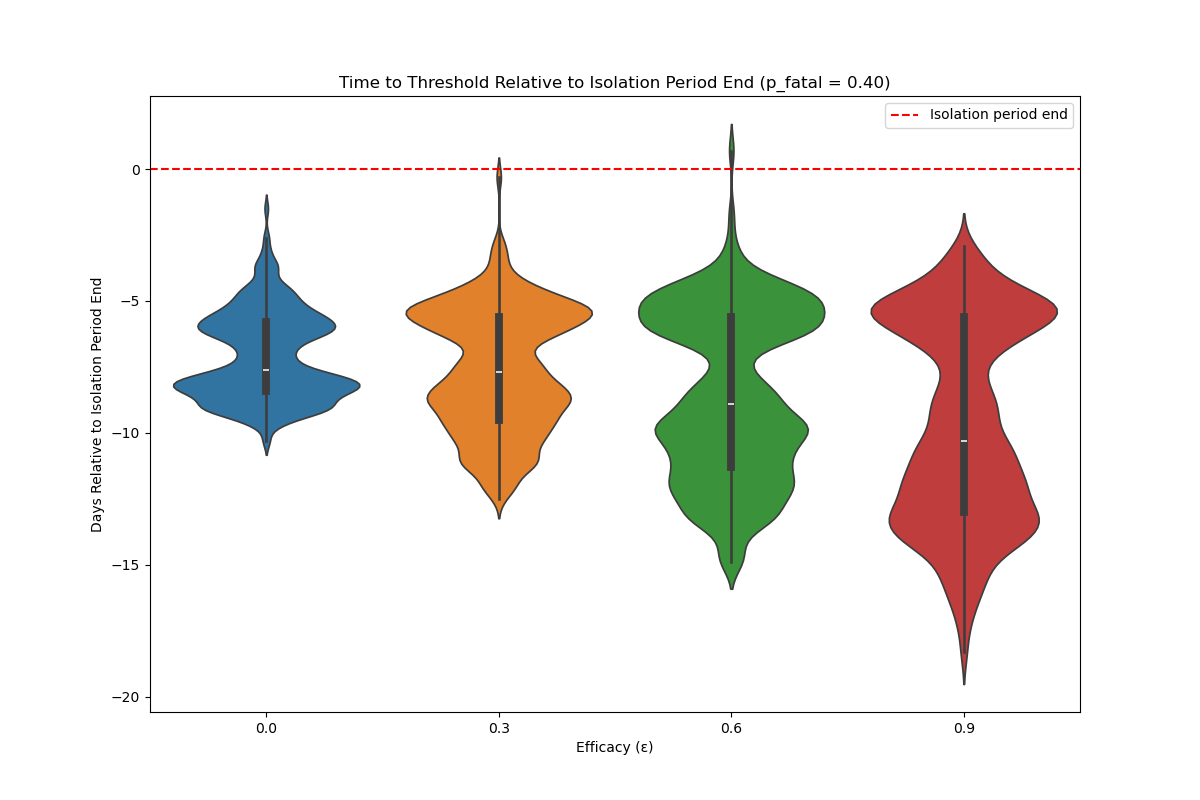 Time to Threshold Relative to Isolation Period End (p_fatal = 0.40)
Isolation period end
0
−5
−10
−15
−20
Days Relative to Isolation Period End
0.0 0.3 0.6 0.9
Efficacy (ε)